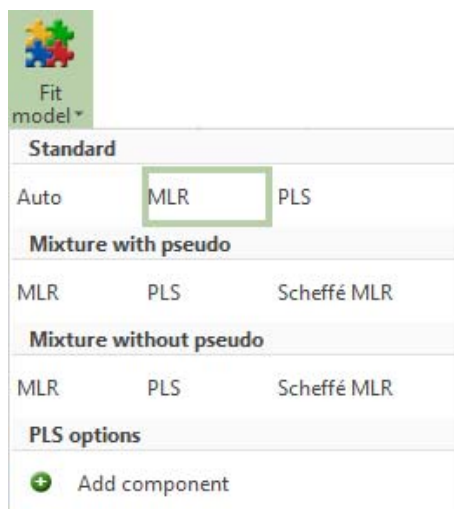 Fit
model
Standard
Auto MLR PLS
Mixture with pseudo
MLR PLS Scheffé MLR
Mixture without pseudo
MLR PLS Scheffé MLR
PLS options
Add component